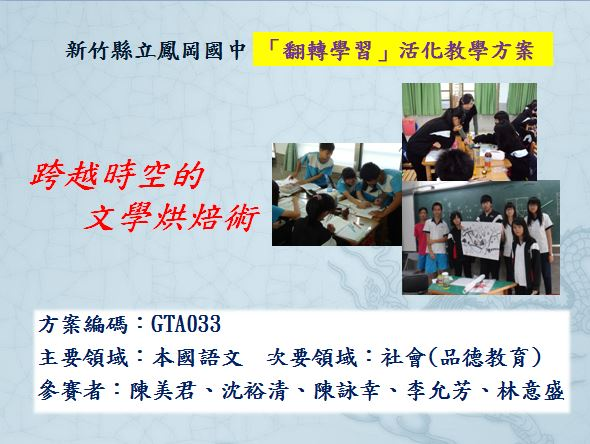 新竹縣立鳳岡國中「翻轉學習」活化教學方案
跨越時空的
文學烘焙術
方案編碼：GTA033
主要領域：本國語文 次要領域：社會(品德教育)
參賽者：陳美君、沈裕清、陳詠幸、李允芳、林意盛